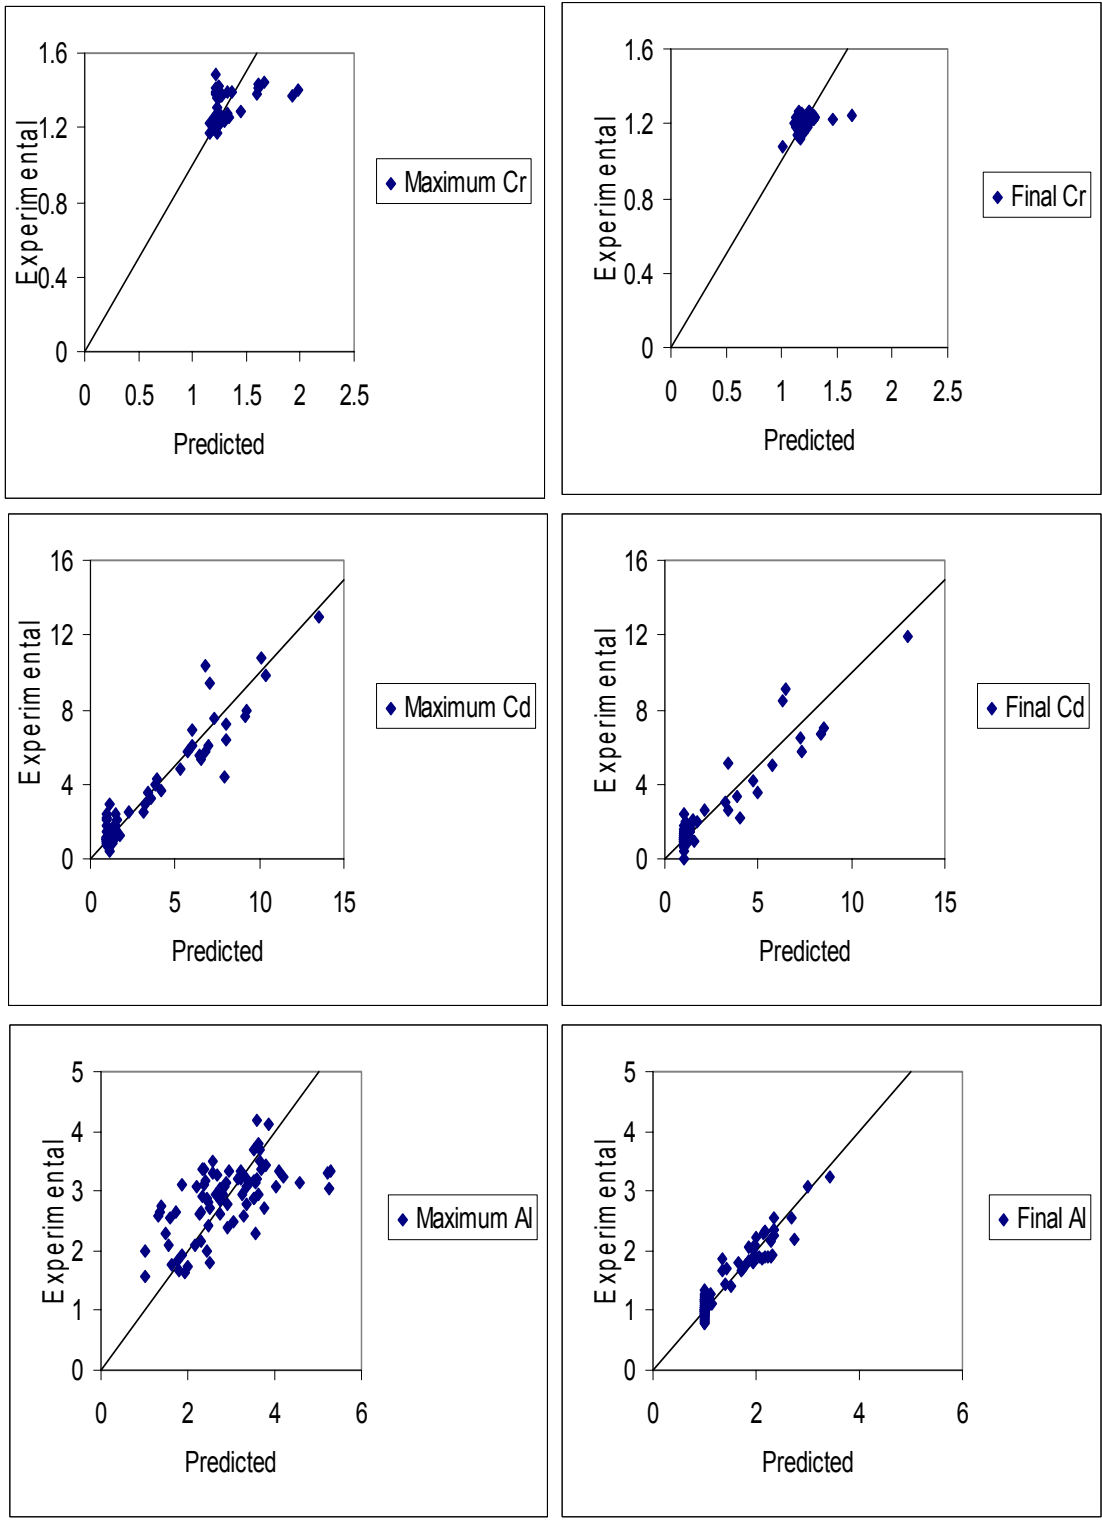 1.6
1.2
0.8
0.4
0
Experimental
0 0.5 1 1.5 2 2.5
Predicted
Maximum Cr
1.6
1.2
0.8
0.4
0
Experimental
0 0.5 1 1.5 2 2.5
Predicted
Final Cr
16
12
8
4
0
Experimental
0 5 10 15
Predicted
Maximum Cd
16
12
8
4
0
Experimental
0 5 10 15
Predicted
Final Cd
5
4
3
2
1
0
Experimental
0 2 4 6
Predicted
Maximum Al
5
4
3
2
1
0
Experimental
0 2 4 6
Predicted
Final Al